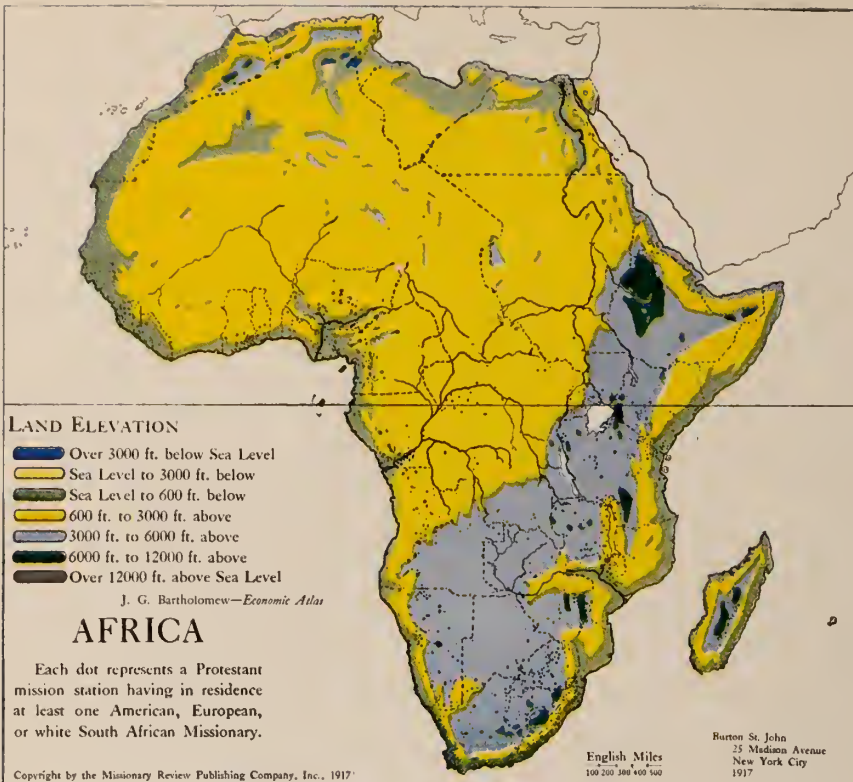 LAND ELEVATION
Over 3000 ft. below Sea Level
Sea Level to 3000 ft. below
Sea Level to 600 ft. below
600 ft. to 3000 ft. above
3000 ft. to 6000 ft. above
6000 ft. to 12000 ft. above
Over 12000 ft. above Sea Level
J. G. Bartholomew—Economic Atlas
AFRICA
Each dot represents a Protestant
mission station having in residence
at least one American, European,
or white South African Missionary.
Copyright by the Missionary Review Publishing Company, Inc., 1917
English Miles
100 200 300 400 500
Burton St. John
25 Madison Avenue
New York City
1917